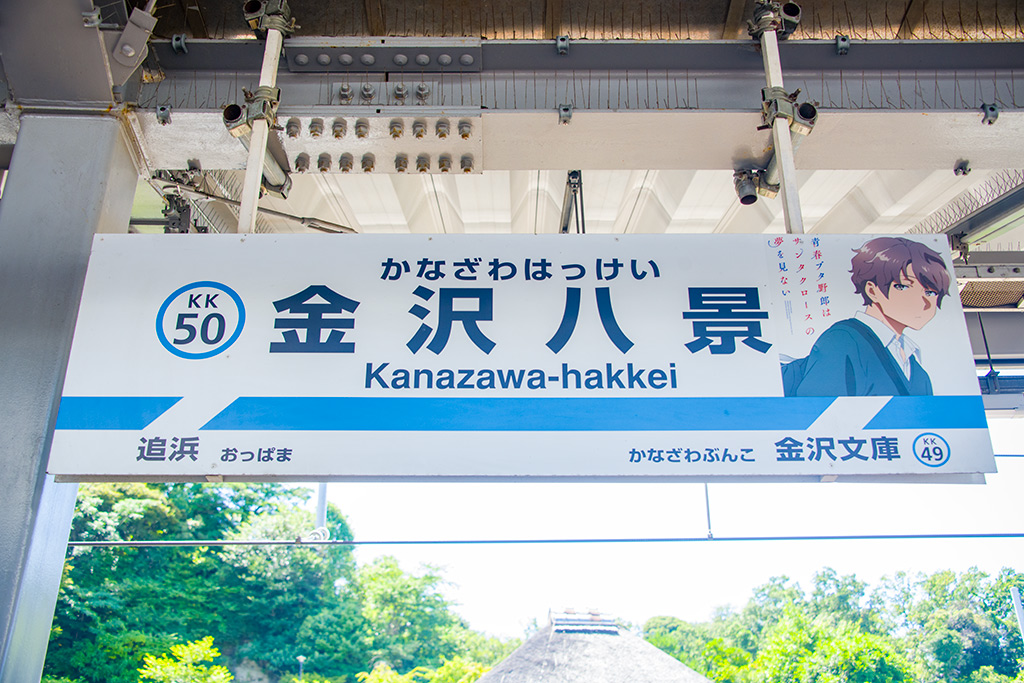 かなざわはっけい
KK
50
金沢八景
Kanazawa-hakkei
青春ブタ野郎は
サンタクロースの
夢を見ない
追浜 おっぱま
かなざわぶんこ 金沢文庫
KK
49